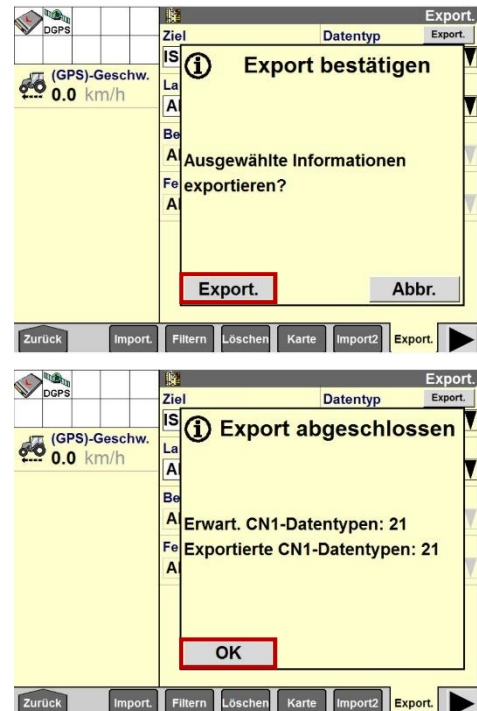 Export.
DGPS
Ziel Datentyp Export.
IS
Export bestätigen
(GPS)-Geschw.
0.0 km/h
La
Al
Be
Al
Ausgewählte Informationen
Fe
exportieren?
Al
Export. Abbr.
Zurück Import. Filtern Löschen Karte Import2 Export.
Export.
DGPS
Ziel Datentyp Export.
IS
Export abgeschlossen
(GPS)-Geschw.
0.0 km/h
La
Al
Be
Al
Erwart. CN1-Datentypen: 21
Fe
Exportierte CN1-Datentypen: 21
Al
OK
Zurück Import. Filtern Löschen Karte Import2 Export.